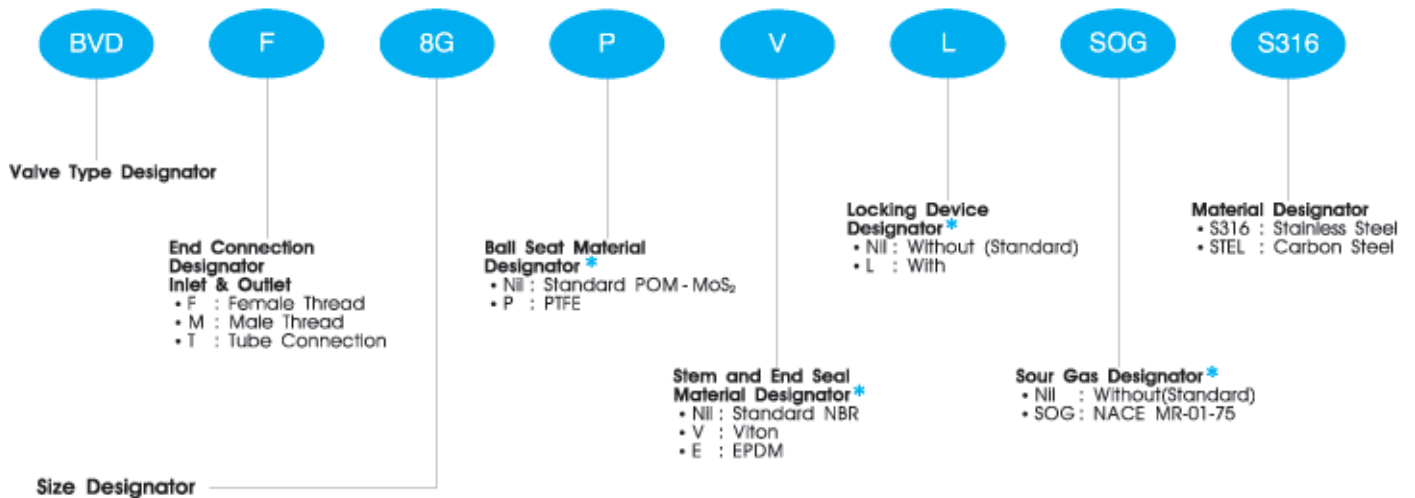 BVD F 8G P V L SOG S316
Valve Type Designator
End Connection
Designator
Inlet & Outlet
• F : Female Thread
• M : Male Thread
• T : Tube Connection
Ball Seat Material
Designator *
• Nil : Standard POM - MoS₂
• P : PTFE
Locking Device
Designator *
• Nil : Without (Standard)
• L : With
Material Designator
• S316 : Stainless Steel
• STEL : Carbon Steel
Stem and End Seal
Material Designator *
• Nil : Standard NBR
• V : Viton
• E : EPDM
Sour Gas Designator *
• Nil : Without(Standard)
• SOG : NACE MR-01-75
Size Designator